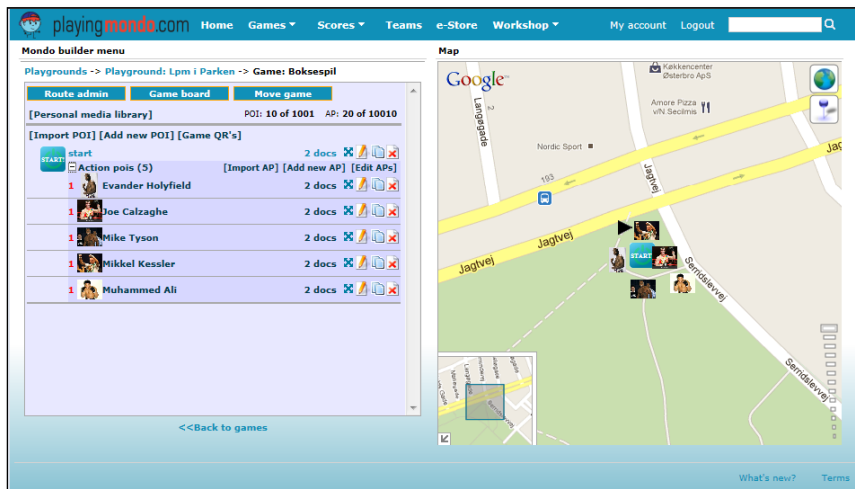 playingmondo.com Home Games Scores Teams e-Store Workshop My account Logout
Mondo builder menu
Playgrounds -> Playground: Lpm i Parken -> Game: Boksespil
Route admin Game board Move game
[Personal media library] POI: 10 of 1001 AP: 20 of 10010
[Import POI] [Add new POI] [Game QR's]
START!
start 2 docs
Action pois (5) [Import AP] [Add new AP] [Edit APs]
1 Evander Holyfield 2 docs
1 Joe Calzaghe 2 docs
1 Mike Tyson 2 docs
1 Mikkel Kessler 2 docs
1 Muhammed Ali 2 docs
<<Back to games
Map
Google
Køkkencenter
Østerbro ApS
Langøgade
Amore Pizza
v/N.Secilmis
Nordic Sport
Jagtvej
Jag
193
Jagtvej
START
Jagtvej
Serridslevvej
Serridslevvej
What's new? Terms